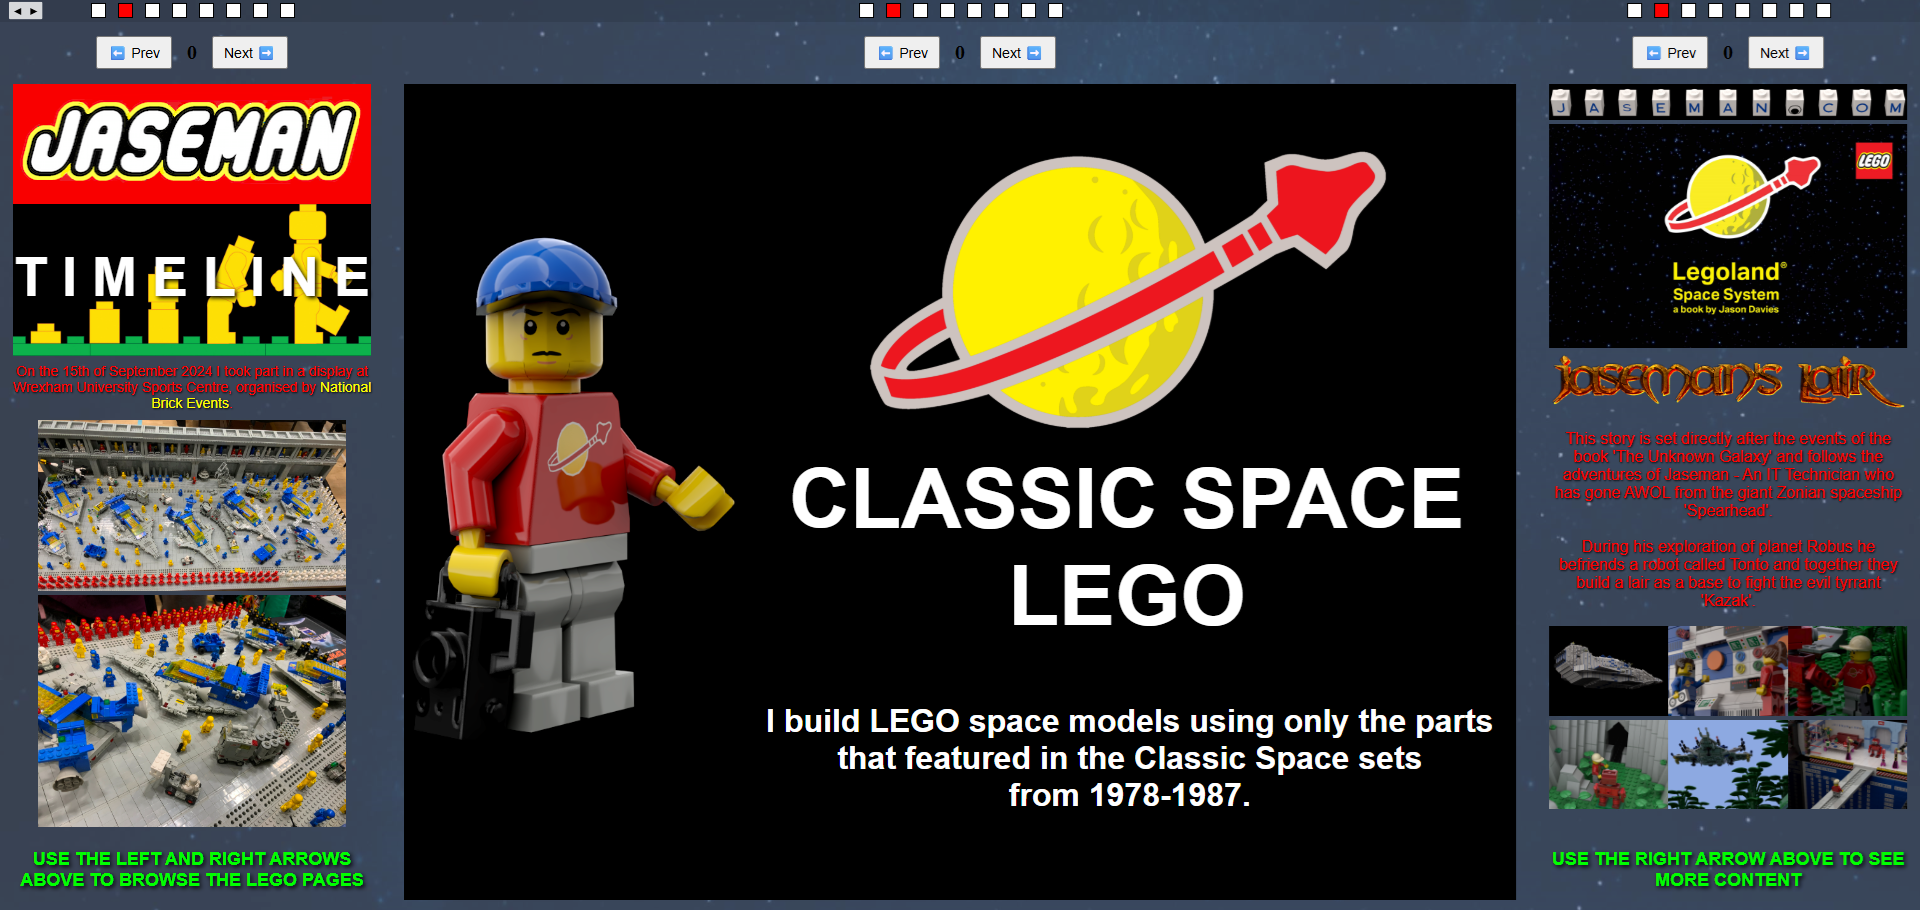 Prev 0 Next
Prev 0 Next
Prev 0 Next
JASEMAN
TIMELINE
On the 15th of September 2024 I took part in a display at
Wrexham University Sports Centre, organised by National
Brick Events
USE THE LEFT AND RIGHT ARROWS
ABOVE TO BROWSE THE LEGO PAGES
CLASSIC SPACE
LEGO
I build LEGO space models using only the parts
that featured in the Classic Space sets
from 1978-1987.
JASEMAN.COM
LEGO
Legoland®
Space System
a book by Jason Davies
Jaseman's Lair
This story is set directly after the events of the
book 'The Unknown Galaxy' and follows the
adventures of Jaseman - An IT Technician who
has gone AWOL from the giant Zonian spaceship
'Spearhead'
During his exploration of planet Robus he
befriends a robot called Tonto and together they
build a lair as a base to fight the evil tyrrant
'Kazak'
USE THE RIGHT ARROW ABOVE TO SEE
MORE CONTENT